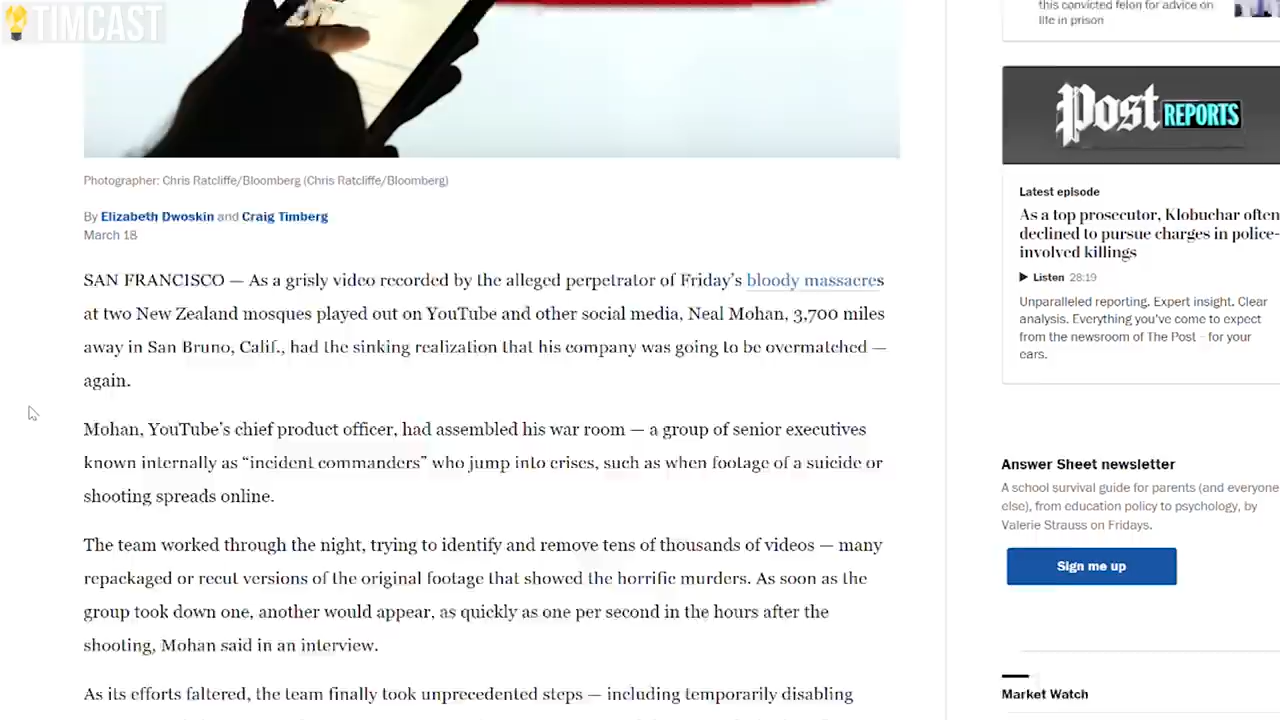 TIMCAST
this convicted felon for advice on
life in prison
Post REPORTS
Photographer: Chris Ratcliffe/Bloomberg (Chris Ratcliffe/Bloomberg)
By Elizabeth Dwoskin and Craig Timberg
March 18
SAN FRANCISCO — As a grisly video recorded by the alleged perpetrator of Friday's bloody massacres
at two New Zealand mosques played out on YouTube and other social media, Neal Mohan, 3,700 miles
away in San Bruno, Calif., had the sinking realization that his company was going to be overmatched —
again.
Mohan, YouTube's chief product officer, had assembled his war room — a group of senior executives
known internally as “incident commanders” who jump into crises, such as when footage of a suicide or
shooting spreads online.
The team worked through the night, trying to identify and remove tens of thousands of videos — many
repackaged or recut versions of the original footage that showed the horrific murders. As soon as the
group took down one, another would appear, as quickly as one per second in the hours after the
shooting, Mohan said in an interview.
As its efforts faltered, the team finally took unprecedented steps — including temporarily disabling
Latest episode
As a top prosecutor, Klobuchar often
declined to pursue charges in police-
involved killings
Listen 28:19
Unparalleled reporting. Expert insight. Clear
analysis. Everything you've come to expect
from the newsroom of The Post - for your
ears.
Answer Sheet newsletter
A school survival guide for parents (and everyone
else), from education policy to psychology, by
Valerie Strauss on Fridays.
Sign me up
Market Watch